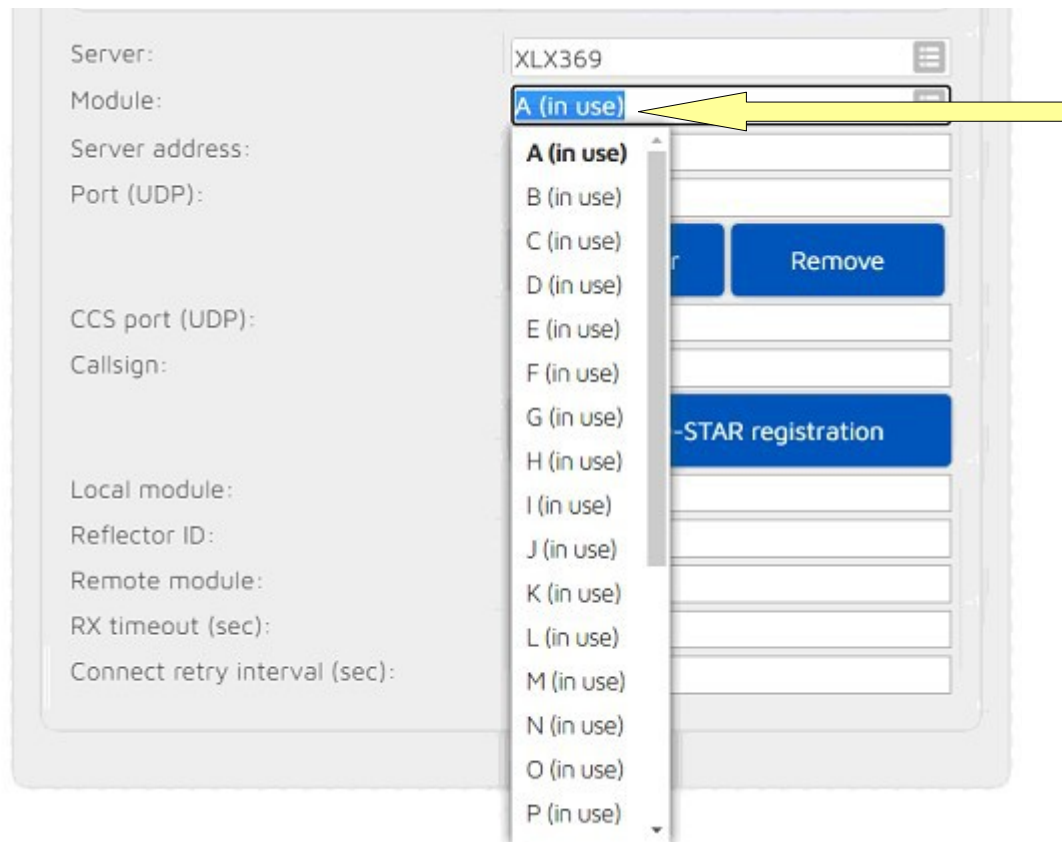 Server: XLX369
Module: A (in use)
Server address: A (in use)
Port (UDP): B (in use)
C (in use)
r Remove
D (in use)
CCS port (UDP): E (in use)
Callsign: F (in use)
G (in use)
-STAR registration
H (in use)
Local module: I (in use)
Reflector ID: J (in use)
Remote module: K (in use)
RX timeout (sec): L (in use)
Connect retry interval (sec): M (in use)
N (in use)
O (in use)
P (in use)